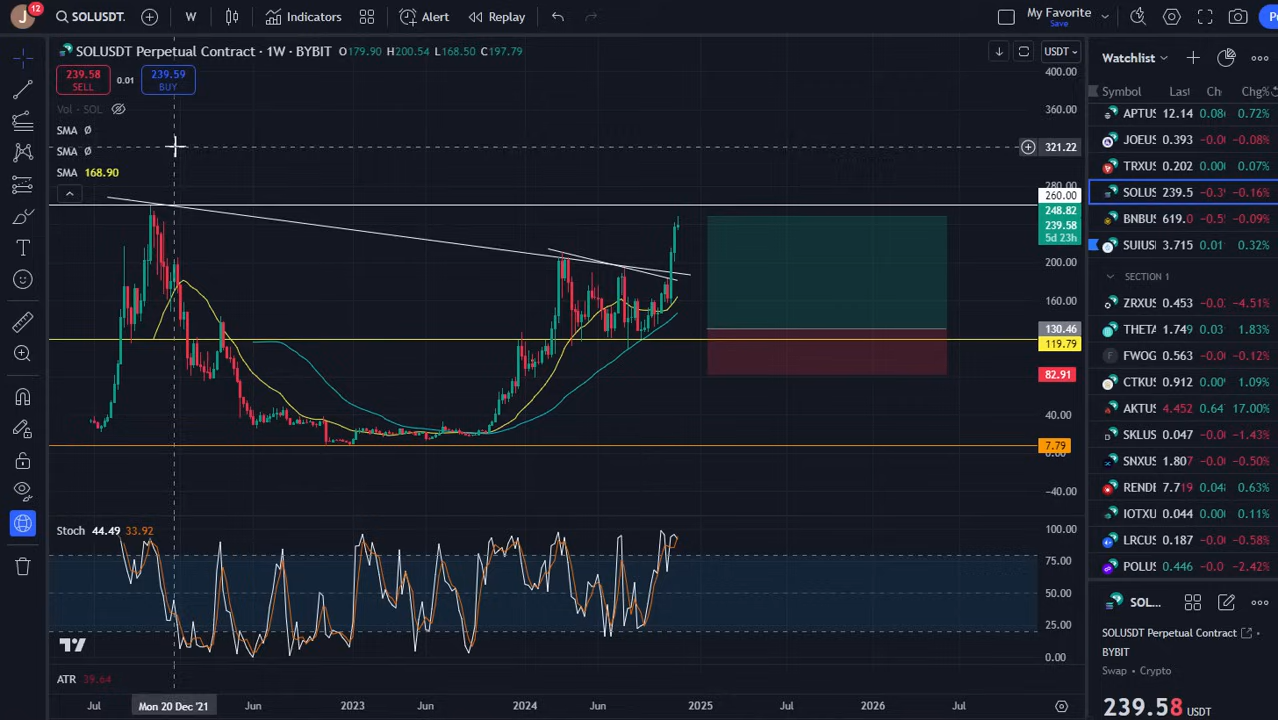 J 12 SOLUSDT. W Indicators Alert Replay My Favorite Save
SOLUSDT Perpetual Contract · 1W · BYBIT O179.90 H200.54 L168.50 C197.79 USDT
239.58 SELL 0.01 239.59 BUY
Vol · SOL
SMA Ø
SMA Ø
SMA 168.90
400.00
360.00
321.22
280.00
260.00
248.82
239.58
5d 23h
200.00
160.00
130.46
119.79
82.91
40.00
7.79
0.00
−40.00
Stoch 44.49 33.92
100.00
75.00
50.00
25.00
0.00
ATR 39.64
Jul Mon 20 Dec '21 Jun 2023 Jun 2024 Jun 2025 Jul 2026 Jul
Watchlist
Symbol Last Ch Chg%
APTUS 12.14 0.08 0.72%
JOEUS 0.393 −0.0 −0.08%
TRXUS 0.202 0.00 0.07%
SOLUS 239.5 −0.3 −0.16%
BNBUS 619.0 −0.5 −0.09%
SUIUS 3.715 0.01 0.32%
SECTION 1
ZRXUS 0.453 −0.0 −4.51%
THETA 1.749 0.03 1.83%
FWOG 0.563 −0.0 −0.12%
CTKUS 0.912 0.00 1.09%
AKTUS 4.452 0.64 17.00%
SKLUS 0.047 −0.0 −1.43%
SNXUS 1.807 −0.0 −0.50%
RENDE 7.719 0.04 0.63%
IOTXU 0.044 0.00 0.11%
LRCUS 0.187 −0.0 −0.58%
POLUS 0.446 −0.0 −2.42%
SOL...
SOLUSDT Perpetual Contract ·
BYBIT
Swap · Crypto
239.58 USDT